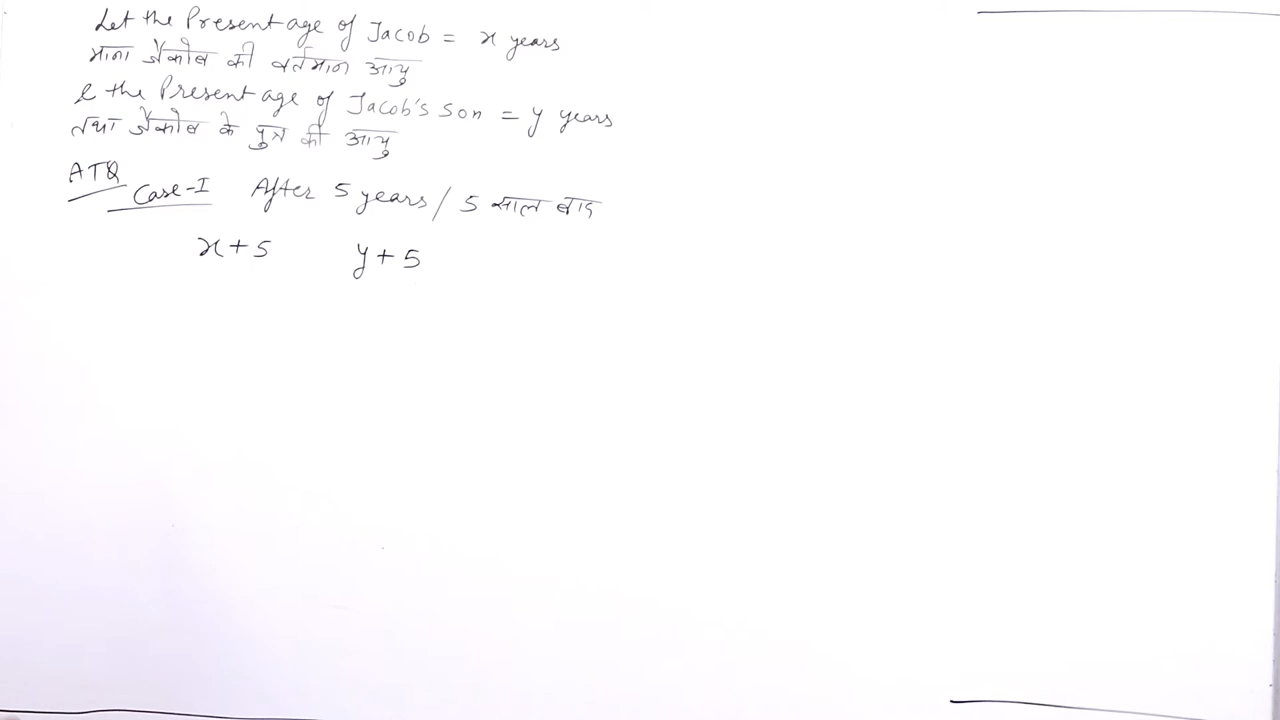 Let the Present age of Jacob = x years
माना जैकोब की वर्तमान आयु
& the Present age of Jacob's son = y years
तथा जैकोब के पुत्र की आयु
ATQ
Case-I After 5 years / 5 साल बाद
x+5 y+5